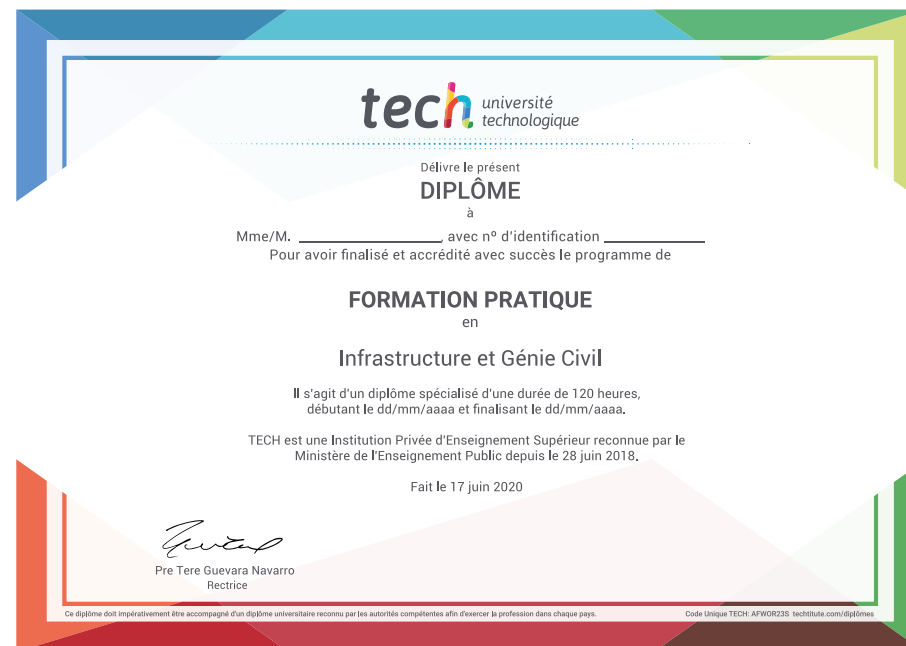 tech université
technologique
Délivre le présent
DIPLÔME
à
Mme/M. ______________________, avec nº d'identification ________________
Pour avoir finalisé et accrédité avec succès le programme de
FORMATION PRATIQUE
en
Infrastructure et Génie Civil
Il s'agit d'un diplôme spécialisé d'une durée de 120 heures,
débutant le dd/mm/aaaa et finalisant le dd/mm/aaaa.
TECH est une Institution Privée d'Enseignement Supérieur reconnue par le
Ministère de l'Enseignement Public depuis le 28 juin 2018.
Fait le 17 juin 2020
Pre Tere Guevara Navarro
Rectrice
Ce diplôme doit impérativement être accompagné d'un diplôme universitaire reconnu par les autorités compétentes afin d'exercer la profession dans chaque pays. Code Unique TECH: AFWOR23S techtitute.com/diplômes